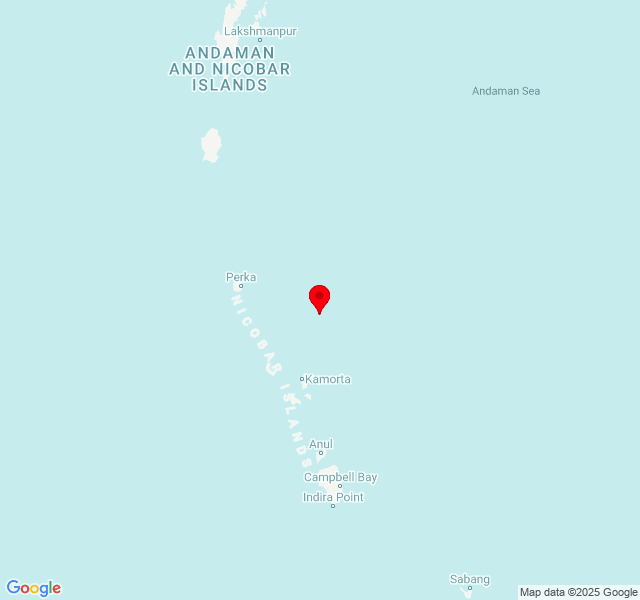 Lakshmanpur
ANDAMAN
AND NICOBAR
ISLANDS
Andaman Sea
Perka
NICOBAR ISLANDS
Kamorta
Anul
Campbell Bay
Indira Point
Sabang
Google
Map data ©2025 Google